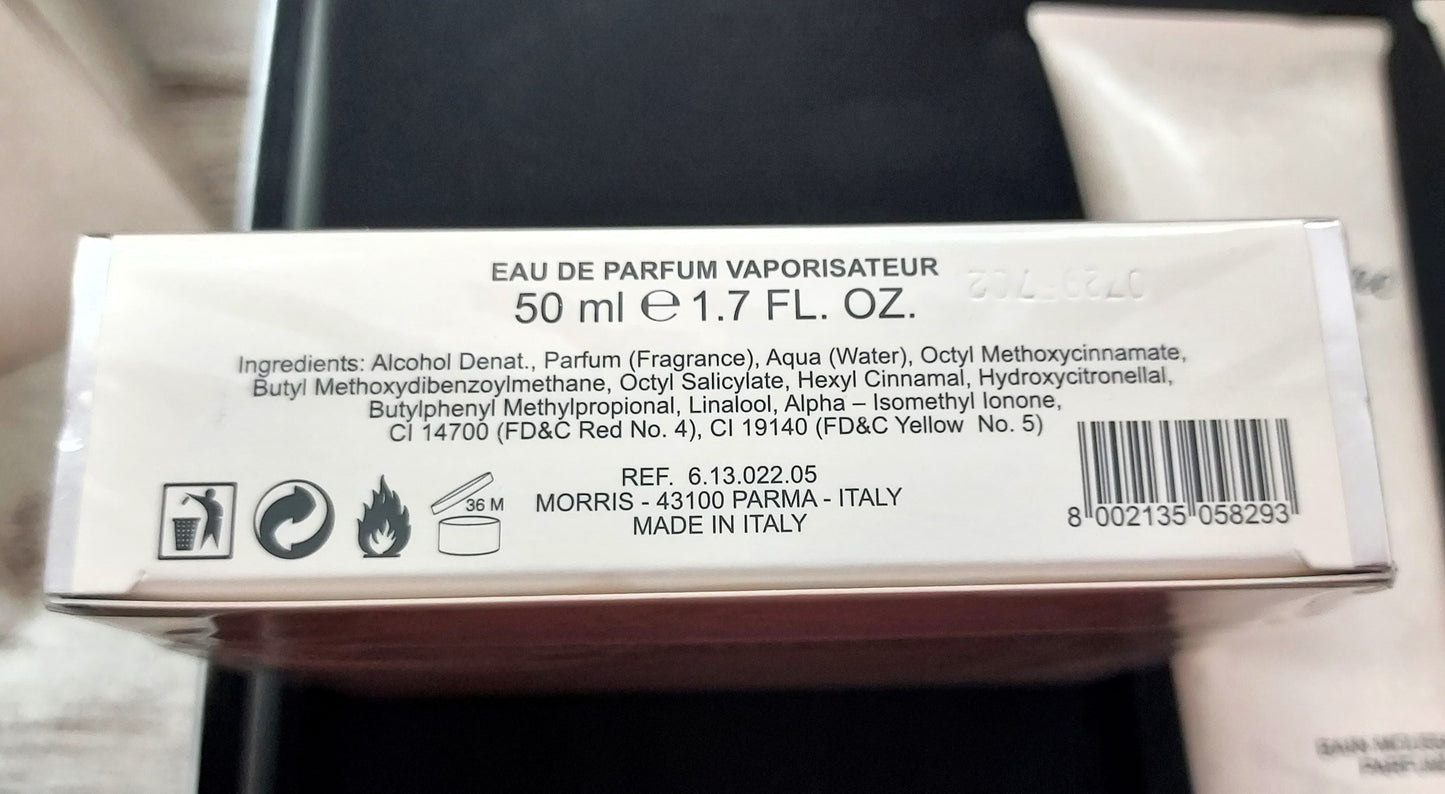 EAU DE PARFUM VAPORISATEUR
50 ml ℮ 1.7 FL. OZ.
Ingredients: Alcohol Denat., Parfum (Fragrance), Aqua (Water), Octyl Methoxycinnamate,
Butyl Methoxydibenzoylmethane, Octyl Salicylate, Hexyl Cinnamal, Hydroxycitronellal,
Butylphenyl Methylpropional, Linalool, Alpha – Isomethyl Ionone,
CI 14700 (FD&C Red No. 4), CI 19140 (FD&C Yellow No. 5)
36 M
REF. 6.13.022.05
MORRIS - 43100 PARMA - ITALY
MADE IN ITALY
8 002135 058293